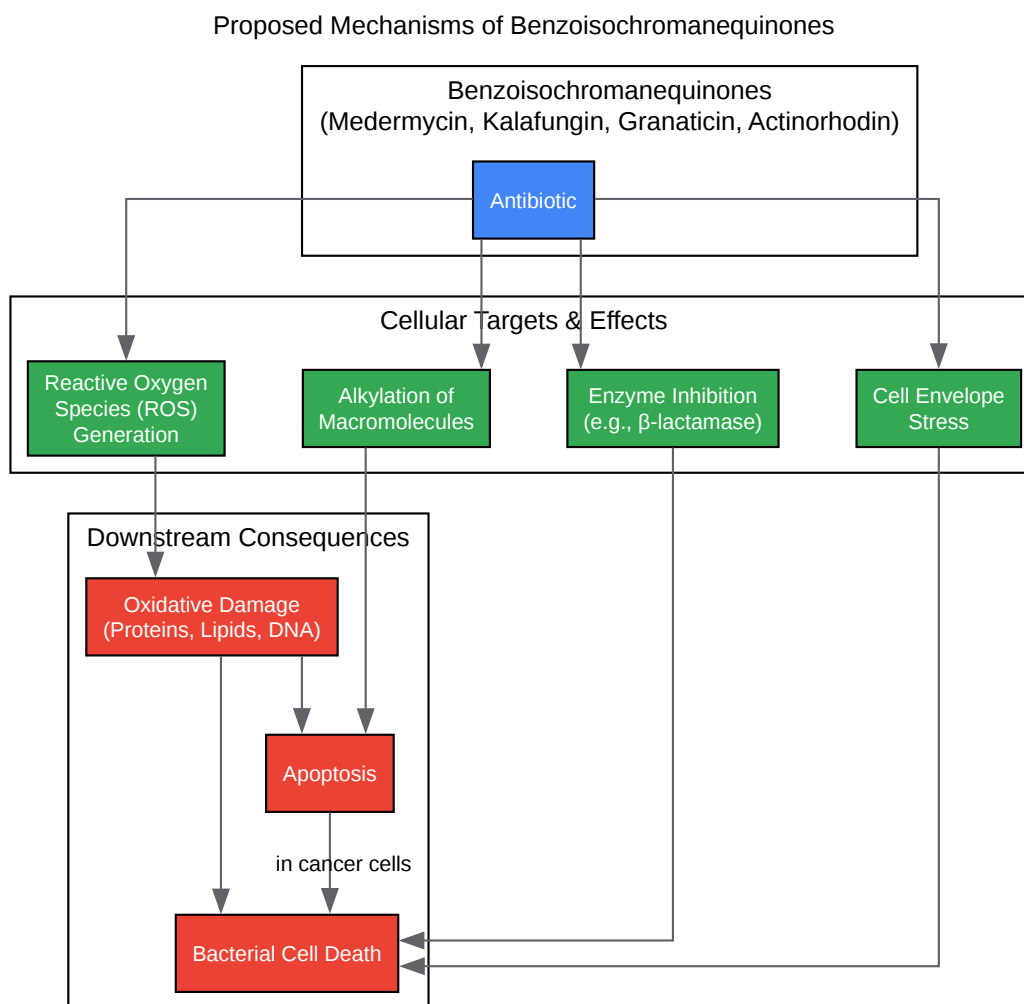 Proposed Mechanisms of Benzoisochromanequinones
Benzoisochromanequinones
(Medermycin, Kalafungin, Granaticin, Actinorhodin)
Antibiotic
Cellular Targets & Effects
Reactive Oxygen
Species (ROS)
Generation
Alkylation of
Macromolecules
Enzyme Inhibition
(e.g., β-lactamase)
Cell Envelope
Stress
Downstream Consequences
Oxidative Damage
(Proteins, Lipids, DNA)
Apoptosis
in cancer cells
Bacterial Cell Death